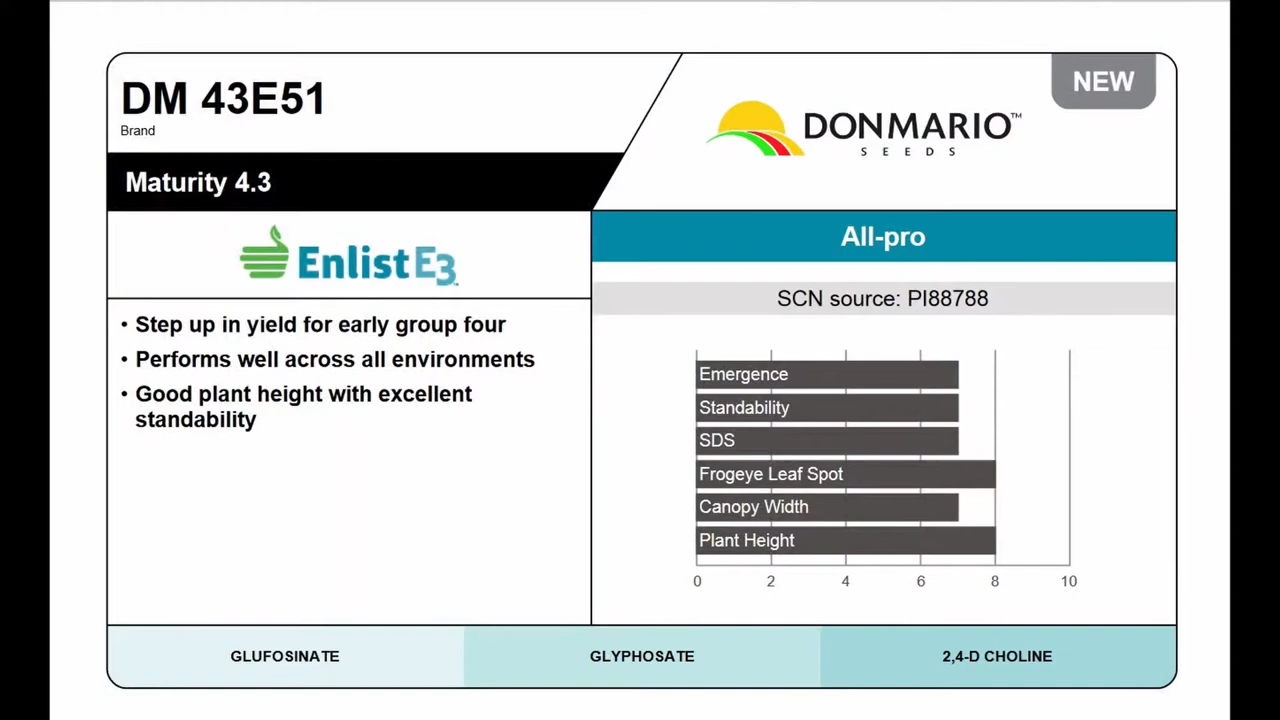 DM 43E51
Brand
Maturity 4.3
Enlist E3™
• Step up in yield for early group four
• Performs well across all environments
• Good plant height with excellent
standability
NEW
DONMARIO™
SEEDS
All-pro
SCN source: PI88788
Emergence
Standability
SDS
Frogeye Leaf Spot
Canopy Width
Plant Height
0 2 4 6 8 10
GLUFOSINATE GLYPHOSATE 2,4-D CHOLINE